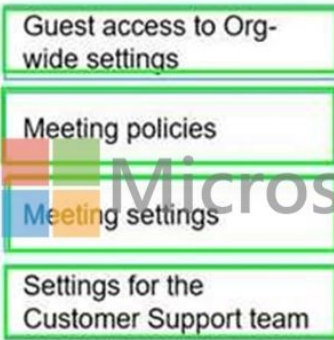 Guest access to Org-
wide settings
Meeting policies
Micros
Meeting settings
Settings for the
Customer Support team